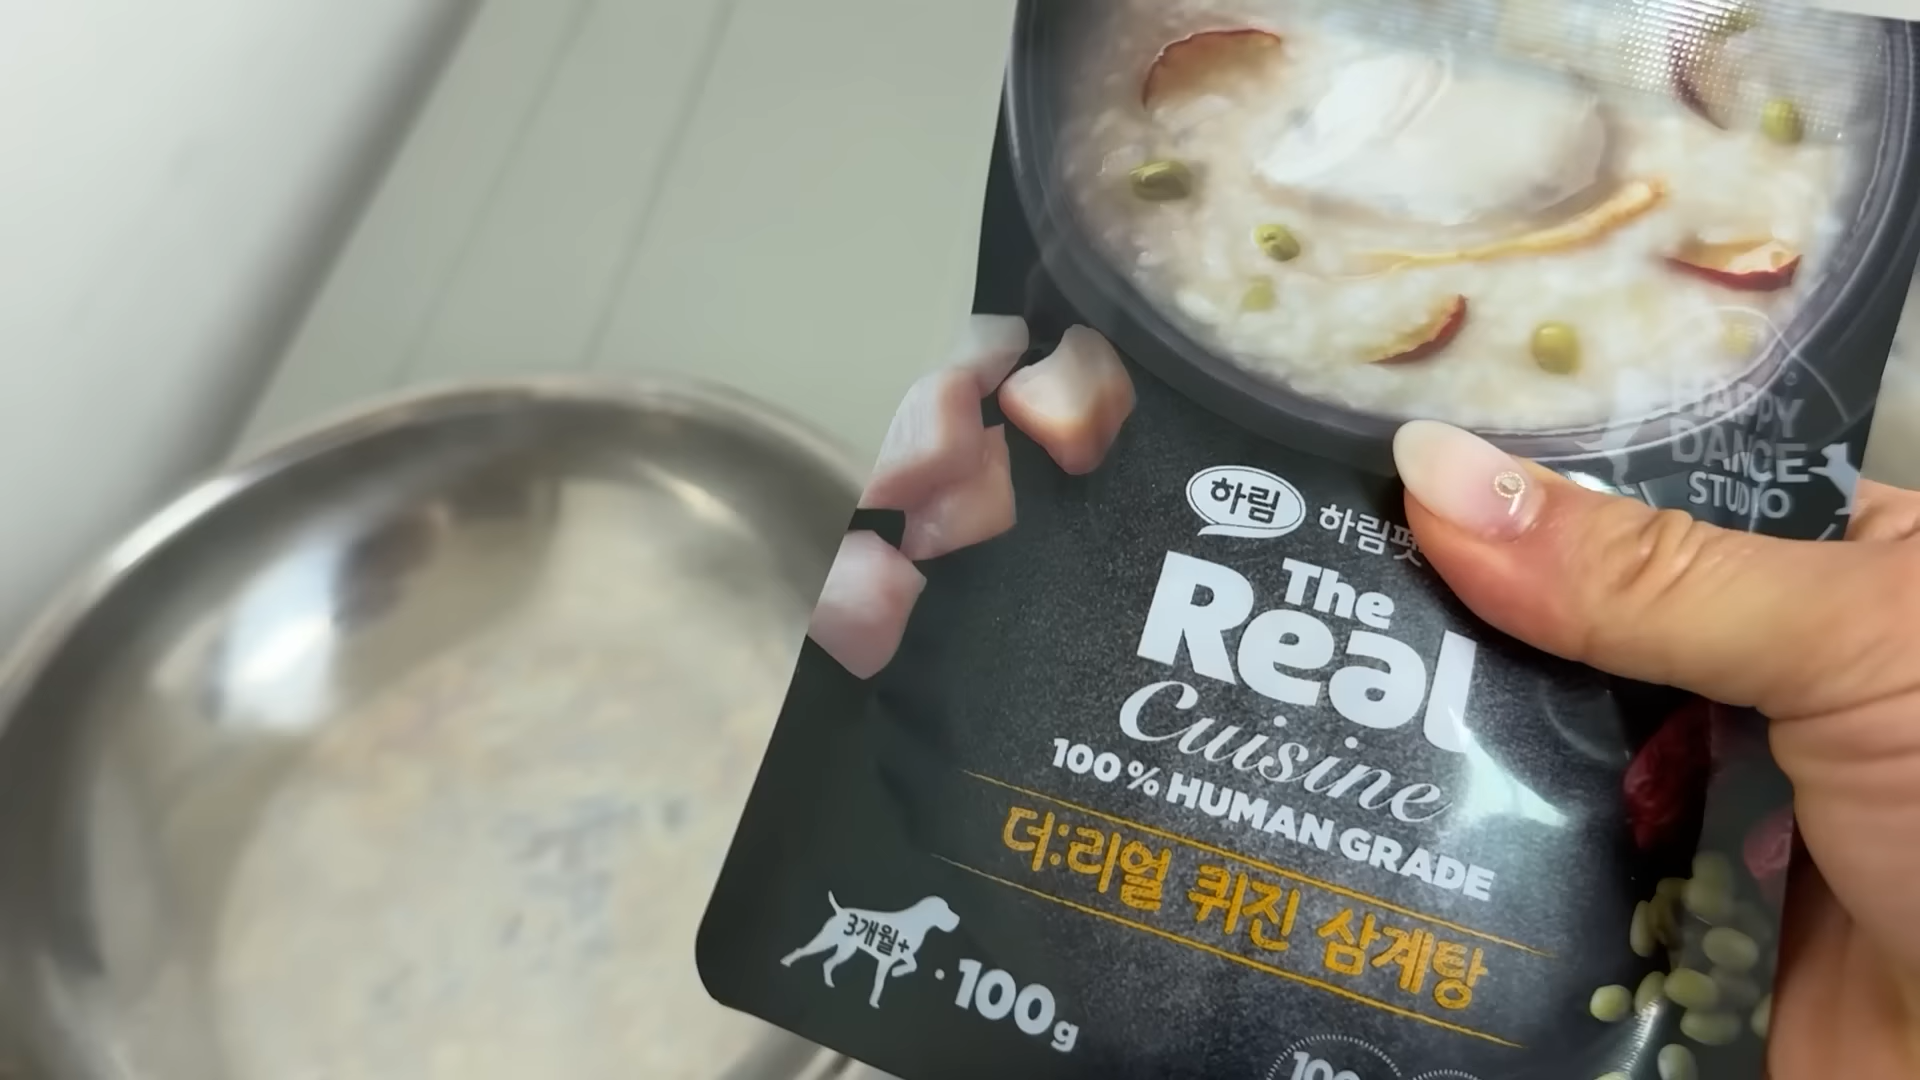 HAPPY
DANCE
STUDIO
하림 하림펫
The
Real
Cuisine
100% HUMAN GRADE
더:리얼 퀴진 삼계탕
3개월+ · 100g
100